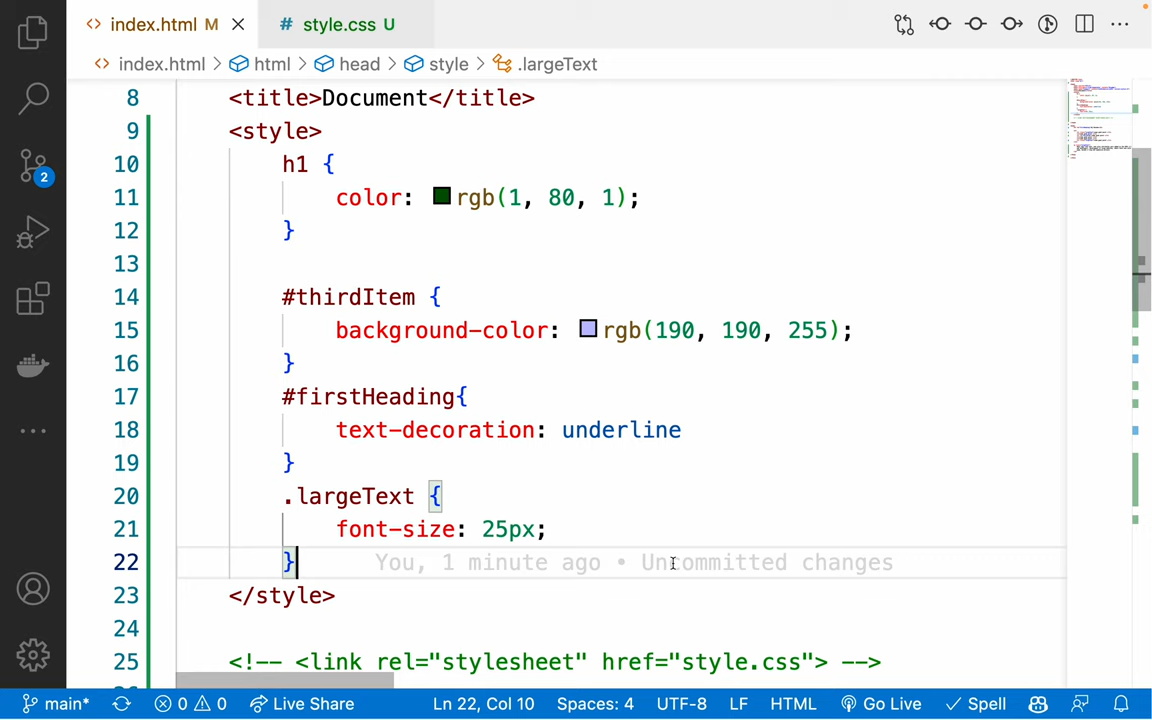 <> index.html M ×
# style.css U
<> index.html > html > head > style > .largeText
8 <title>Document</title>
9 <style>
10 h1 {
11 color: rgb(1, 80, 1);
12 }
13
14 #thirdItem {
15 background-color: rgb(190, 190, 255);
16 }
17 #firstHeading{
18 text-decoration: underline
19 }
20 .largeText {
21 font-size: 25px;
22 } You, 1 minute ago • Uncommitted changes
23 </style>
24
25 <!-- <link rel="stylesheet" href="style.css"> -->
2
main* 0 0 Live Share Ln 22, Col 10 Spaces: 4 UTF-8 LF HTML Go Live Spell